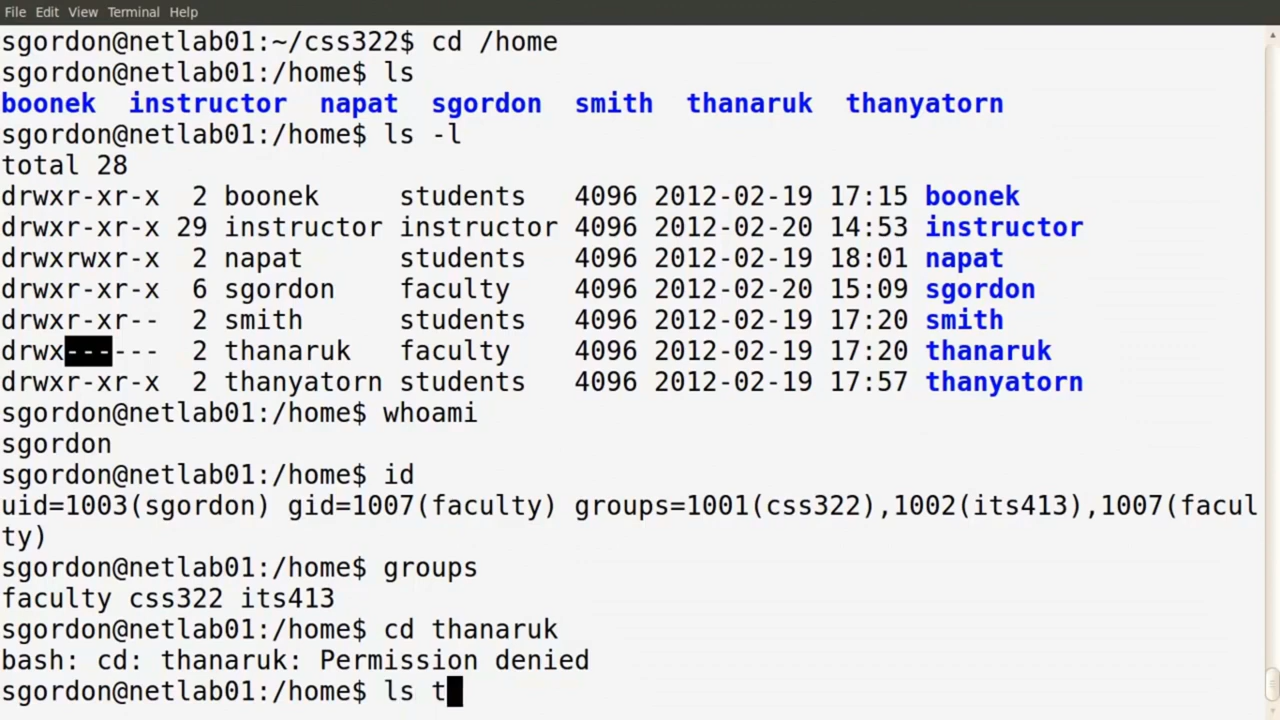 File Edit View Terminal Help
sgordon@netlab01:~/css322$ cd /home
sgordon@netlab01:/home$ ls
boonek  instructor  napat  sgordon  smith  thanaruk  thanyatorn
sgordon@netlab01:/home$ ls -l
total 28
drwxr-xr-x  2 boonek     students   4096 2012-02-19 17:15 boonek
drwxr-xr-x 29 instructor instructor 4096 2012-02-20 14:53 instructor
drwxrwxr-x  2 napat      students   4096 2012-02-19 18:01 napat
drwxr-xr-x  6 sgordon    faculty    4096 2012-02-20 15:09 sgordon
drwxr-xr--  2 smith      students   4096 2012-02-19 17:20 smith
drwx------  2 thanaruk   faculty    4096 2012-02-19 17:20 thanaruk
drwxr-xr-x  2 thanyatorn students   4096 2012-02-19 17:57 thanyatorn
sgordon@netlab01:/home$ whoami
sgordon
sgordon@netlab01:/home$ id
uid=1003(sgordon) gid=1007(faculty) groups=1001(css322),1002(its413),1007(facul
ty)
sgordon@netlab01:/home$ groups
faculty css322 its413
sgordon@netlab01:/home$ cd thanaruk
bash: cd: thanaruk: Permission denied
sgordon@netlab01:/home$ ls t